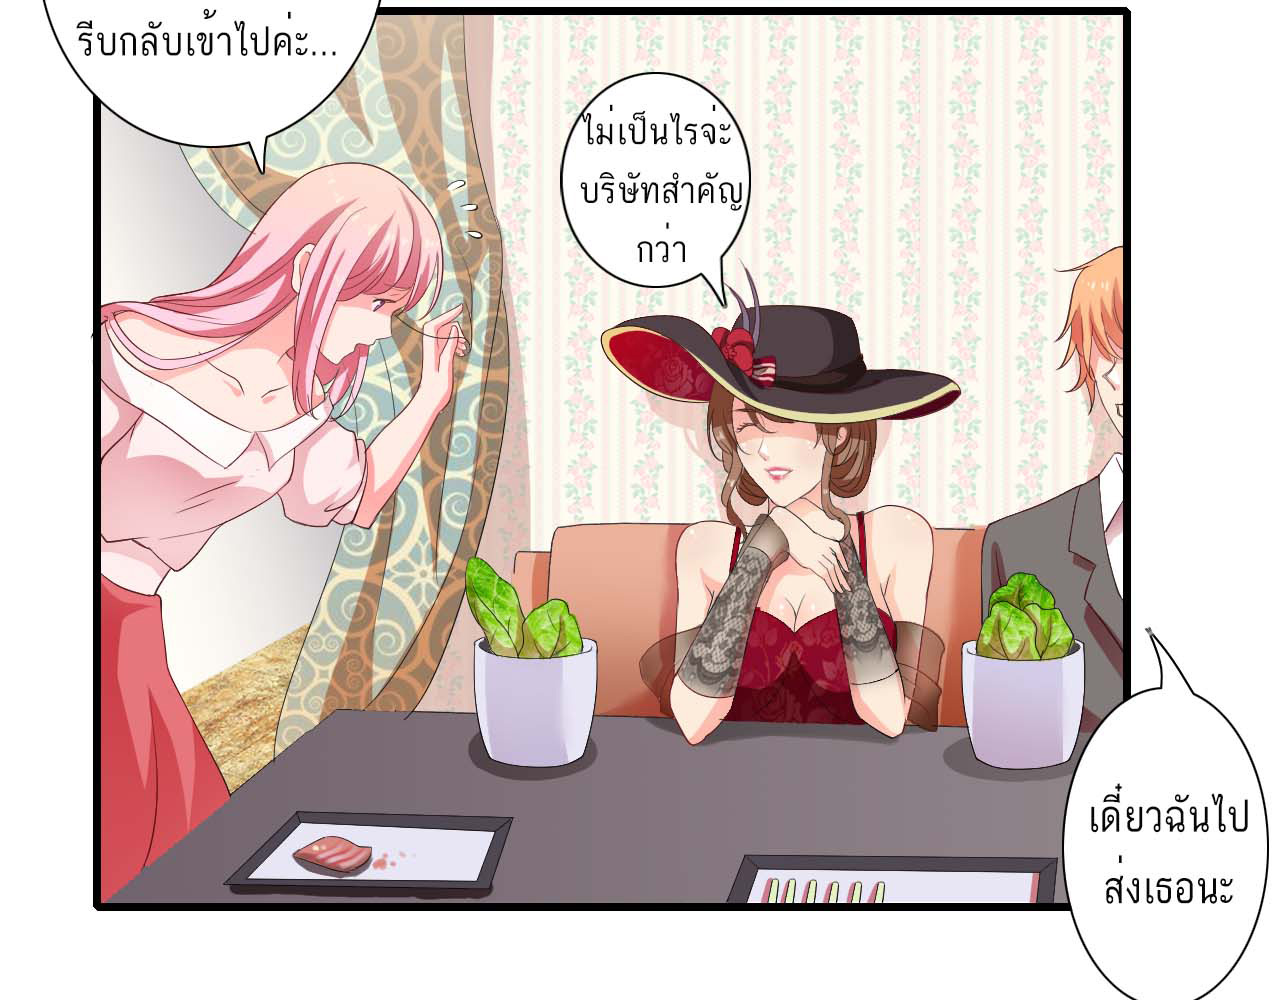 รีบกลับเข้าไปค่ะ...
ไม่เป็นไรจ่ะ
บริษัทสำคัญ
กว่า
เดี๋ยวฉันไป
ส่งเธอนะ